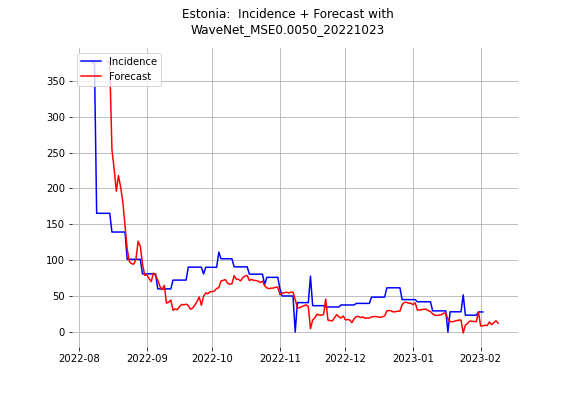 Estonia:  Incidence + Forecast with
WaveNet_MSE0.0050_20221023
Incidence
Forecast
350
300
250
200
150
100
50
0
2022-08 2022-09 2022-10 2022-11 2022-12 2023-01 2023-02